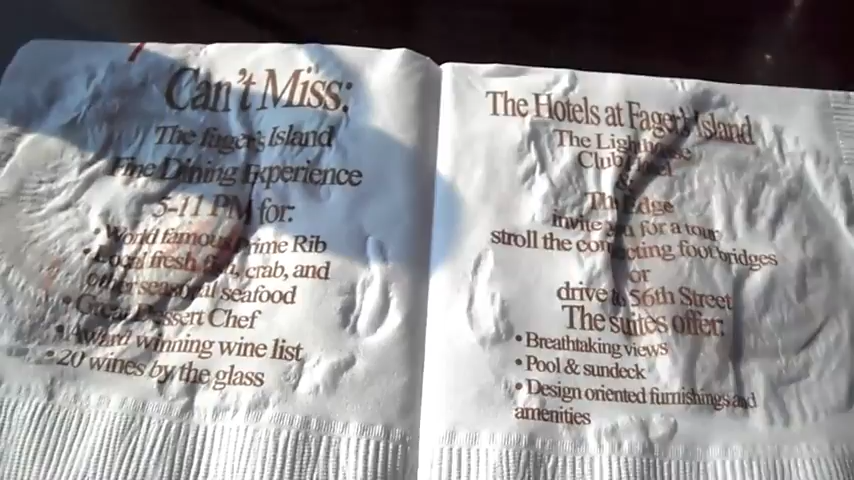 Can't Miss:
The Fager's Island
Fine Dining Experience
5-11 PM for:
• World famous Prime Rib
• Local fresh fish, crab, and
other seasonal seafood
• Great Dessert Chef
• Award winning wine list
• 20 wines by the glass
The Hotels at Fager's Island
The Lighthouse
Club Hotel
&
The Edge
invite you for a tour
stroll the connecting footbridges
or
drive to 56th Street
The suites offer:
• Breathtaking views
• Pool & sundeck
• Design oriented furnishings and
amenities